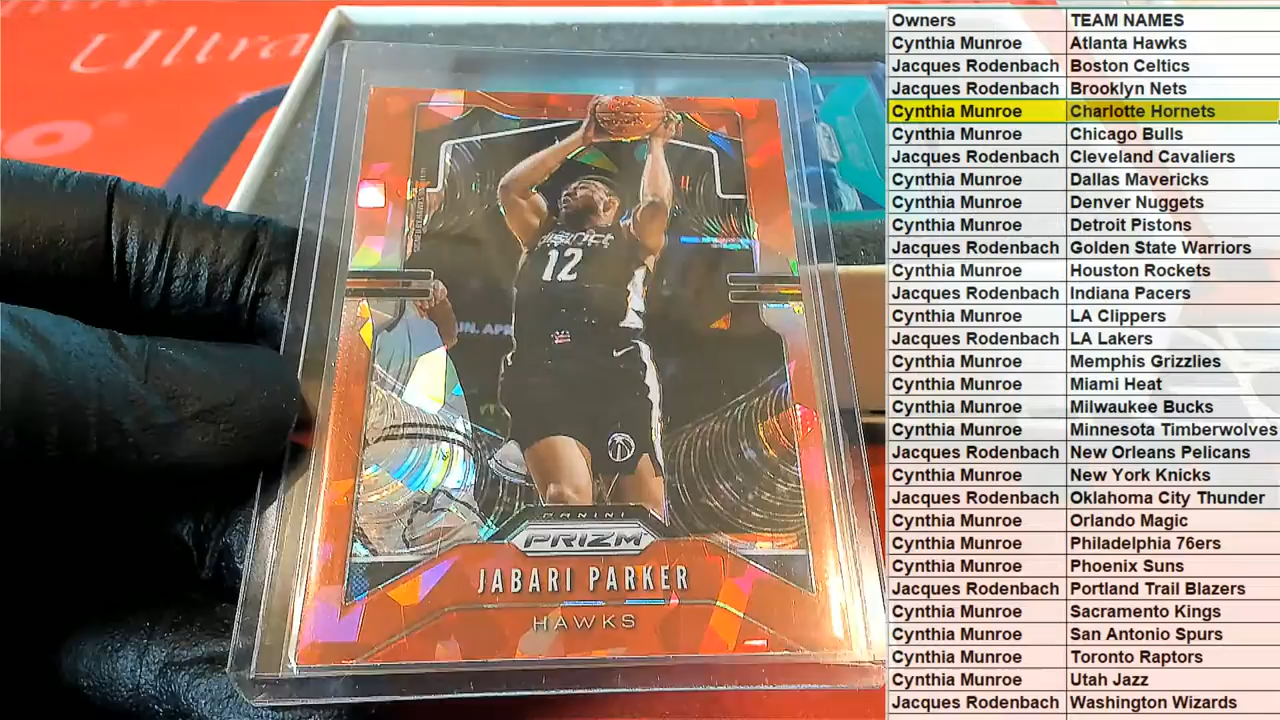 Ultra
Owners TEAM NAMES
Cynthia Munroe Atlanta Hawks
Jacques Rodenbach Boston Celtics
Jacques Rodenbach Brooklyn Nets
Cynthia Munroe Charlotte Hornets
Cynthia Munroe Chicago Bulls
Jacques Rodenbach Cleveland Cavaliers
Cynthia Munroe Dallas Mavericks
Cynthia Munroe Denver Nuggets
Cynthia Munroe Detroit Pistons
Jacques Rodenbach Golden State Warriors
Cynthia Munroe Houston Rockets
Jacques Rodenbach Indiana Pacers
Cynthia Munroe LA Clippers
Jacques Rodenbach LA Lakers
Cynthia Munroe Memphis Grizzlies
Cynthia Munroe Miami Heat
Cynthia Munroe Milwaukee Bucks
Cynthia Munroe Minnesota Timberwolves
Jacques Rodenbach New Orleans Pelicans
Cynthia Munroe New York Knicks
Jacques Rodenbach Oklahoma City Thunder
Cynthia Munroe Orlando Magic
Cynthia Munroe Philadelphia 76ers
Cynthia Munroe Phoenix Suns
Jacques Rodenbach Portland Trail Blazers
Cynthia Munroe Sacramento Kings
Cynthia Munroe San Antonio Spurs
Cynthia Munroe Toronto Raptors
Cynthia Munroe Utah Jazz
Jacques Rodenbach Washington Wizards
12
PANINI
PRIZM
JABARI PARKER
HAWKS